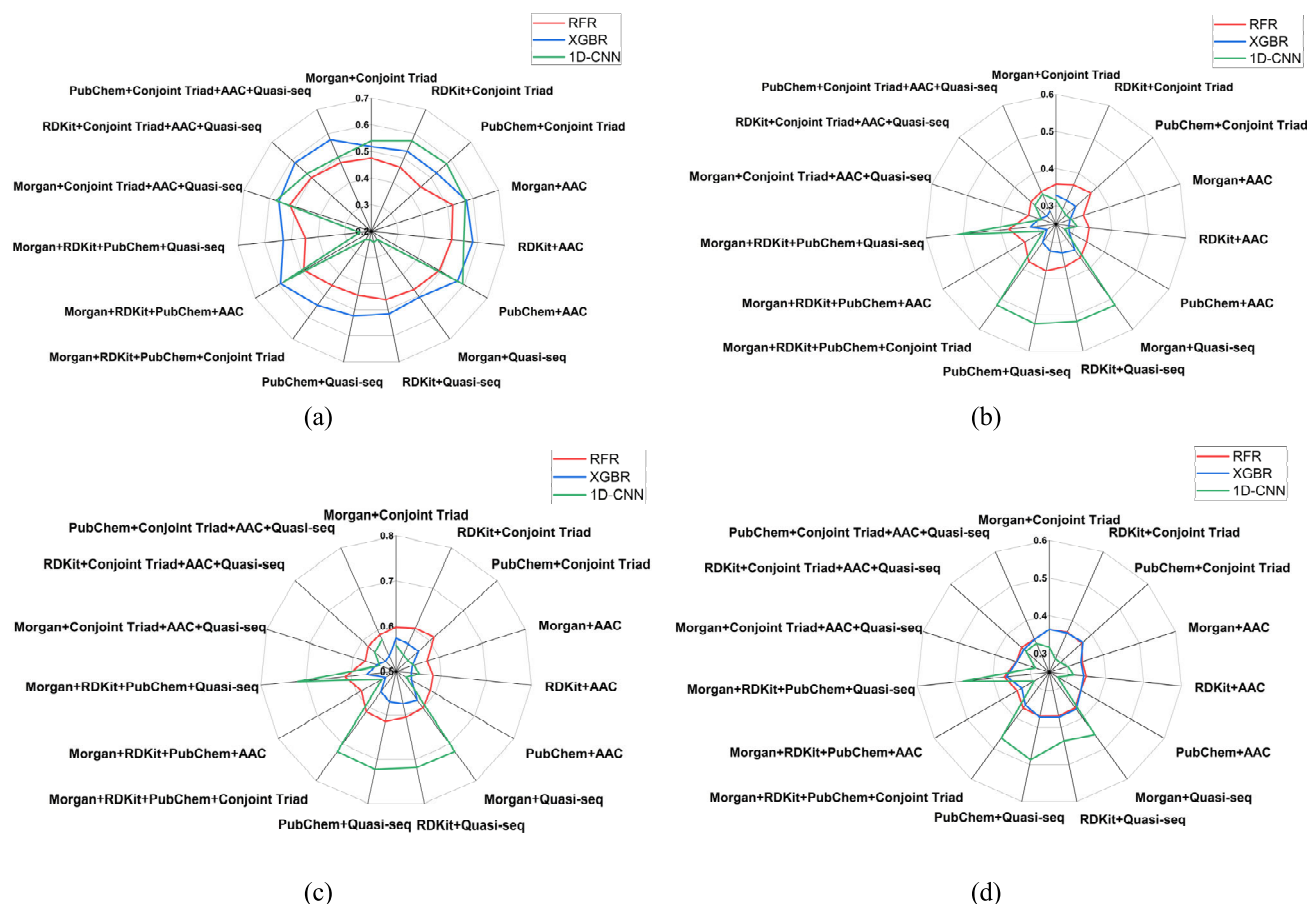 RFR
XGBR
1D-CNN
Morgan+Conjoint Triad
PubChem+Conjoint Triad+AAC+Quasi-seq
RDKit+Conjoint Triad
RDKit+Conjoint Triad+AAC+Quasi-seq
PubChem+Conjoint Triad
Morgan+Conjoint Triad+AAC+Quasi-seq
Morgan+AAC
Morgan+RDKit+PubChem+Quasi-seq
RDKit+AAC
Morgan+RDKit+PubChem+AAC
PubChem+AAC
Morgan+RDKit+PubChem+Conjoint Triad
Morgan+Quasi-seq
PubChem+Quasi-seq
RDKit+Quasi-seq
0.7
0.6
0.5
0.4
0.3
0.2
(a)
RFR
XGBR
1D-CNN
Morgan+Conjoint Triad
PubChem+Conjoint Triad+AAC+Quasi-seq
RDKit+Conjoint Triad
RDKit+Conjoint Triad+AAC+Quasi-seq
PubChem+Conjoint Triad
Morgan+Conjoint Triad+AAC+Quasi-seq
Morgan+AAC
Morgan+RDKit+PubChem+Quasi-seq
RDKit+AAC
Morgan+RDKit+PubChem+AAC
PubChem+AAC
Morgan+RDKit+PubChem+Conjoint Triad
Morgan+Quasi-seq
PubChem+Quasi-seq
RDKit+Quasi-seq
0.6
0.5
0.4
0.3
(b)
RFR
XGBR
1D-CNN
Morgan+Conjoint Triad
PubChem+Conjoint Triad+AAC+Quasi-seq
RDKit+Conjoint Triad
RDKit+Conjoint Triad+AAC+Quasi-seq
PubChem+Conjoint Triad
Morgan+Conjoint Triad+AAC+Quasi-seq
Morgan+AAC
Morgan+RDKit+PubChem+Quasi-seq
RDKit+AAC
Morgan+RDKit+PubChem+AAC
PubChem+AAC
Morgan+RDKit+PubChem+Conjoint Triad
Morgan+Quasi-seq
PubChem+Quasi-seq
RDKit+Quasi-seq
0.8
0.7
0.6
0.5
(c)
RFR
XGBR
1D-CNN
Morgan+Conjoint Triad
PubChem+Conjoint Triad+AAC+Quasi-seq
RDKit+Conjoint Triad
RDKit+Conjoint Triad+AAC+Quasi-seq
PubChem+Conjoint Triad
Morgan+Conjoint Triad+AAC+Quasi-seq
Morgan+AAC
Morgan+RDKit+PubChem+Quasi-seq
RDKit+AAC
Morgan+RDKit+PubChem+AAC
PubChem+AAC
Morgan+RDKit+PubChem+Conjoint Triad
Morgan+Quasi-seq
PubChem+Quasi-seq
RDKit+Quasi-seq
0.6
0.5
0.4
0.3
(d)